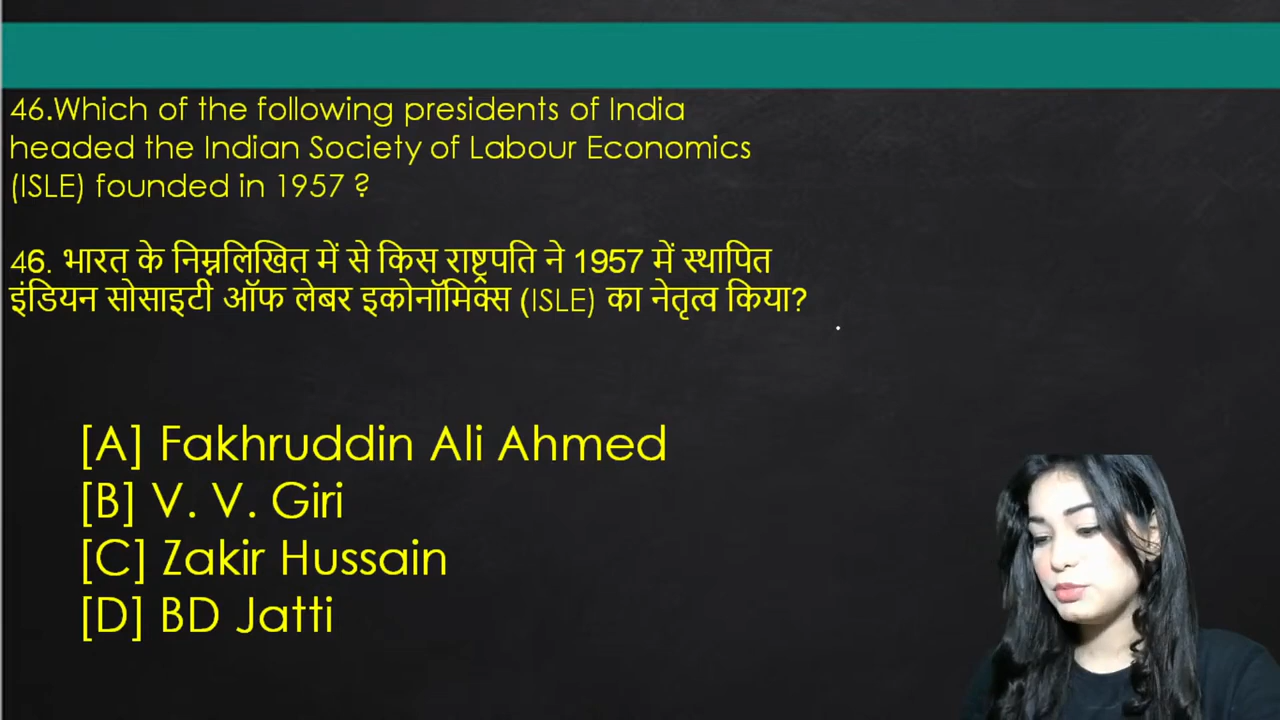 46.Which of the following presidents of India
headed the Indian Society of Labour Economics
(ISLE) founded in 1957 ?
46. भारत के निम्नलिखित में से किस राष्ट्रपति ने 1957 में स्थापित
इंडियन सोसाइटी ऑफ लेबर इकोनॉमिक्स (ISLE) का नेतृत्व किया?
[A] Fakhruddin Ali Ahmed
[B] V. V. Giri
[C] Zakir Hussain
[D] BD Jatti